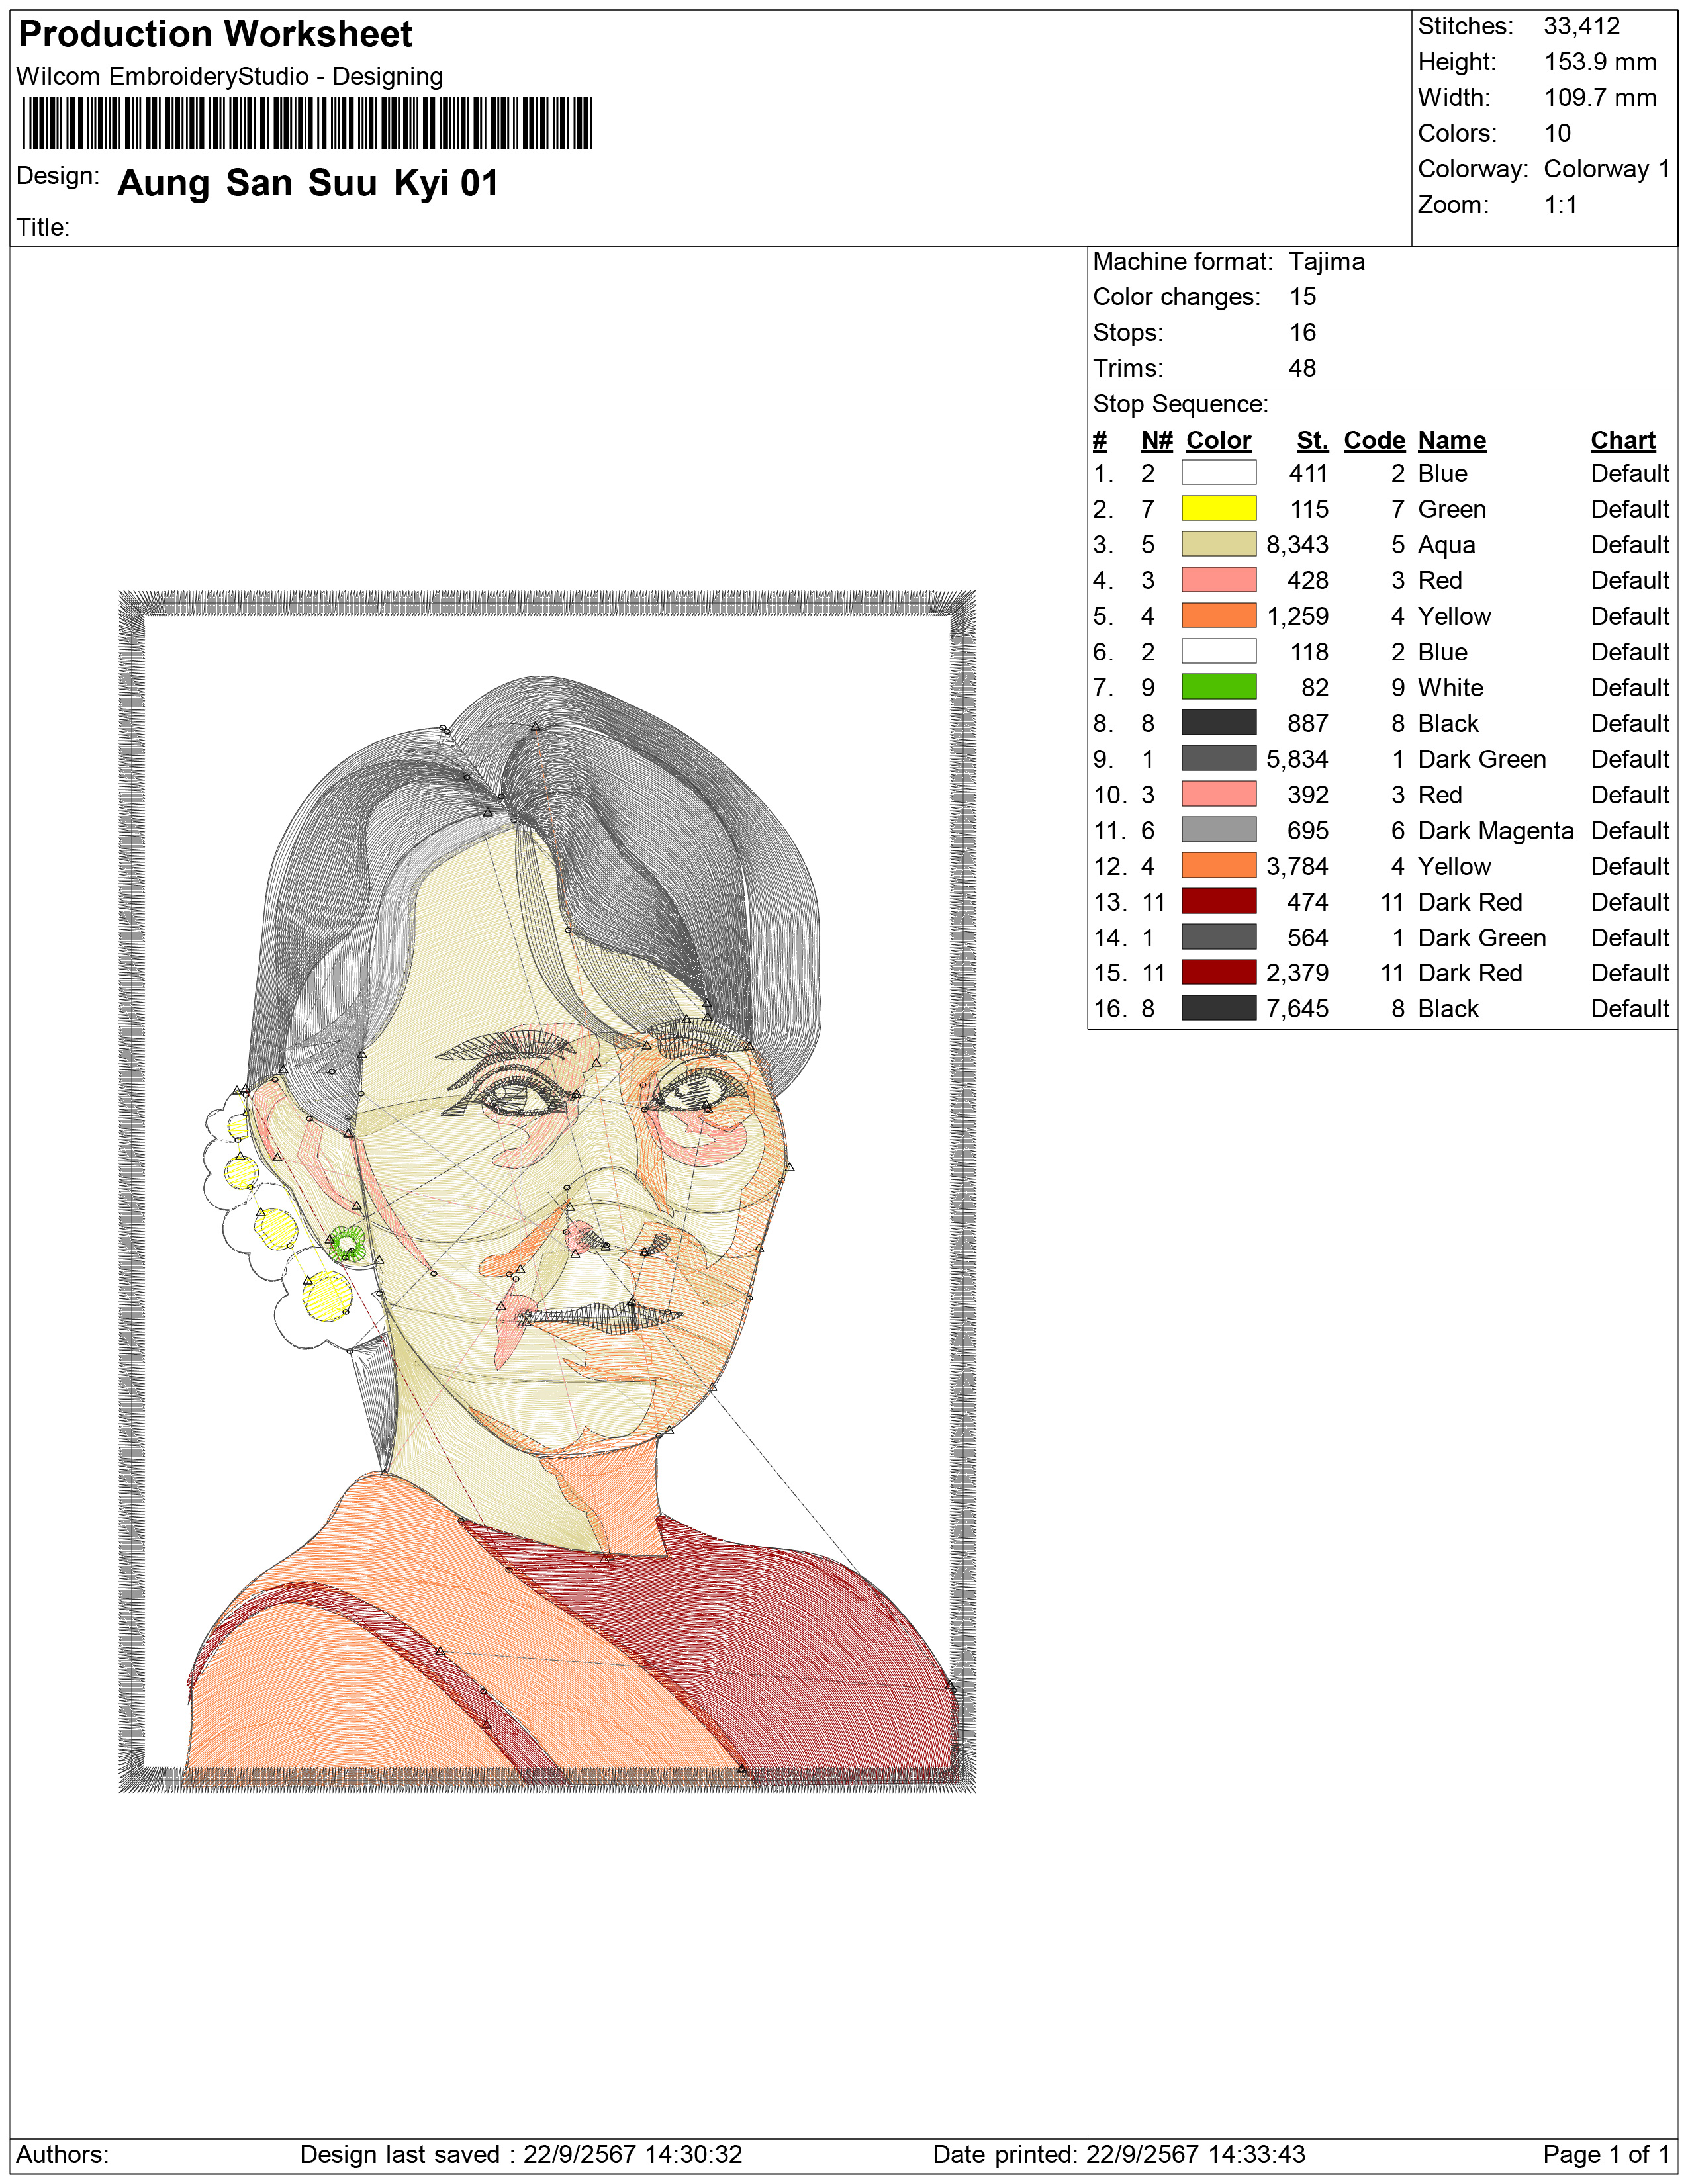 Production Worksheet
Wilcom EmbroideryStudio - Designing
Design: Aung San Suu Kyi 01
Title:
Stitches: 33,412
Height: 153.9 mm
Width: 109.7 mm
Colors: 10
Colorway: Colorway 1
Zoom: 1:1
Machine format: Tajima
Color changes: 15
Stops: 16
Trims: 48
Stop Sequence:
# N# Color St. Code Name Chart
1. 2 411 2 Blue Default
2. 7 115 7 Green Default
3. 5 8,343 5 Aqua Default
4. 3 428 3 Red Default
5. 4 1,259 4 Yellow Default
6. 2 118 2 Blue Default
7. 9 82 9 White Default
8. 8 887 8 Black Default
9. 1 5,834 1 Dark Green Default
10. 3 392 3 Red Default
11. 6 695 6 Dark Magenta Default
12. 4 3,784 4 Yellow Default
13. 11 474 11 Dark Red Default
14. 1 564 1 Dark Green Default
15. 11 2,379 11 Dark Red Default
16. 8 7,645 8 Black Default
Authors: Design last saved : 22/9/2567 14:30:32 Date printed: 22/9/2567 14:33:43 Page 1 of 1